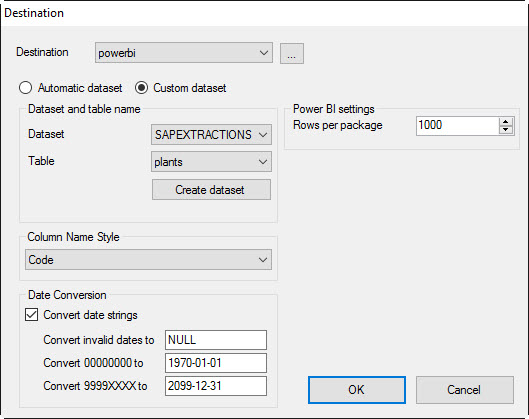 Destination
Destination powerbi ...
Automatic dataset Custom dataset
Dataset and table name
Dataset SAPEXTRACTIONS
Table plants
Create dataset
Power BI settings
Rows per package 1000
Column Name Style
Code
Date Conversion
Convert date strings
Convert invalid dates to NULL
Convert 00000000 to 1970-01-01
Convert 9999XXXX to 2099-12-31
OK Cancel